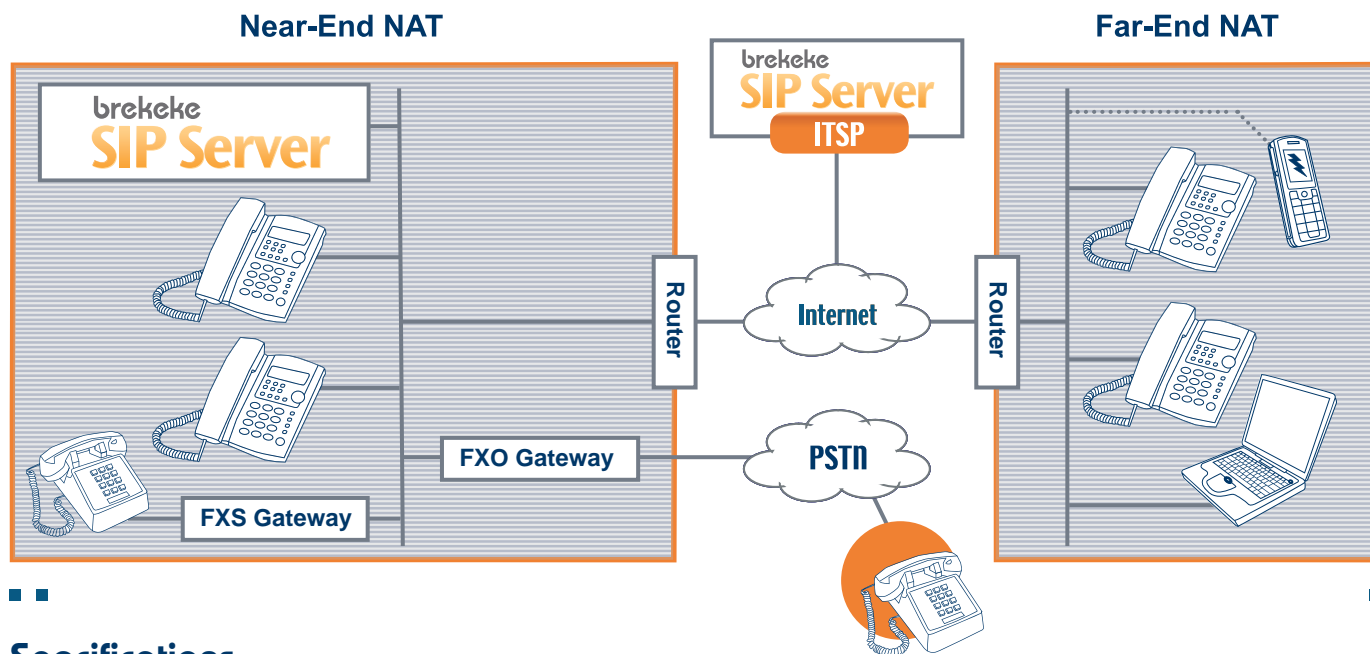 Near-End NAT
Far-End NAT
brekeke
SIP Server
brekeke
SIP Server
ITSP
Router
Internet
Router
FXO Gateway
PSTN
FXS Gateway
Specifications